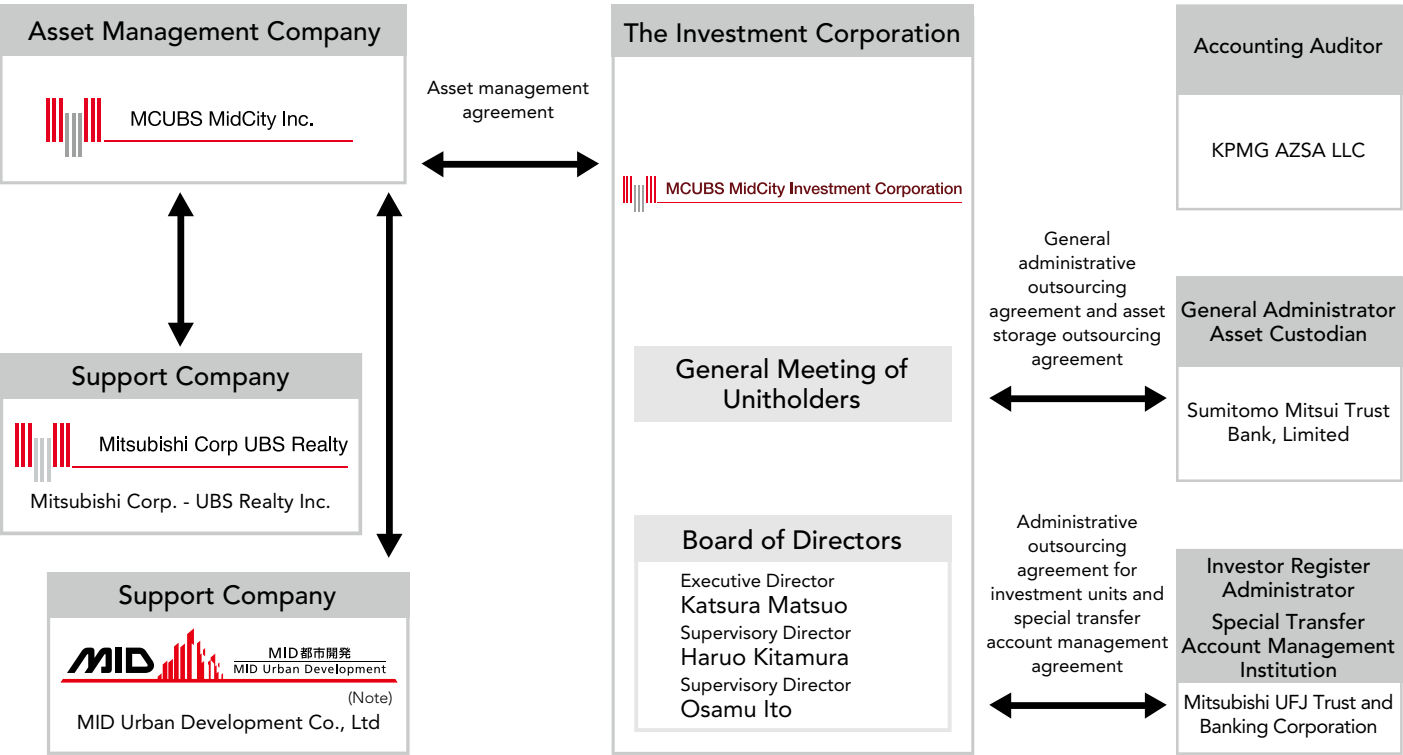 Asset Management Company
MCUBS MidCity Inc.
Asset management
agreement
Support Company
Mitsubishi Corp UBS Realty
Mitsubishi Corp. - UBS Realty Inc.
Support Company
MID
MID都市開発
MID Urban Development
(Note)
MID Urban Development Co., Ltd
The Investment Corporation
MCUBS MidCity Investment Corporation
General Meeting of
Unitholders
Board of Directors
Executive Director
Katsura Matsuo
Supervisory Director
Haruo Kitamura
Supervisory Director
Osamu Ito
General
administrative
outsourcing
agreement and asset
storage outsourcing
agreement
Administrative
outsourcing
agreement for
investment units and
special transfer
account management
agreement
Accounting Auditor
KPMG AZSA LLC
General Administrator
Asset Custodian
Sumitomo Mitsui Trust
Bank, Limited
Investor Register
Administrator
Special Transfer
Account Management
Institution
Mitsubishi UFJ Trust and
Banking Corporation